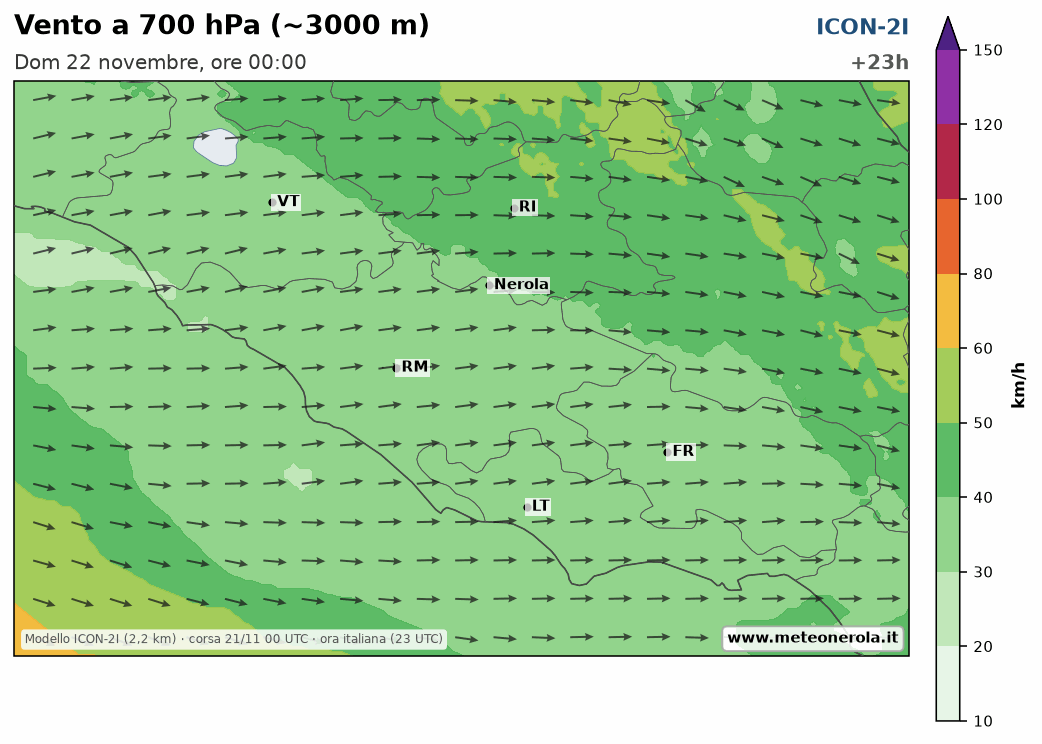 Vento a 700 hPa (~3000 m)
ICON-2I
Dom 22 novembre, ore 00:00
+23h
150
120
100
80
60
50
40
30
20
10
km/h
VT
RI
Nerola
RM
FR
LT
Modello ICON-2I (2,2 km) · corsa 21/11 00 UTC · ora italiana (23 UTC)
www.meteonerola.it